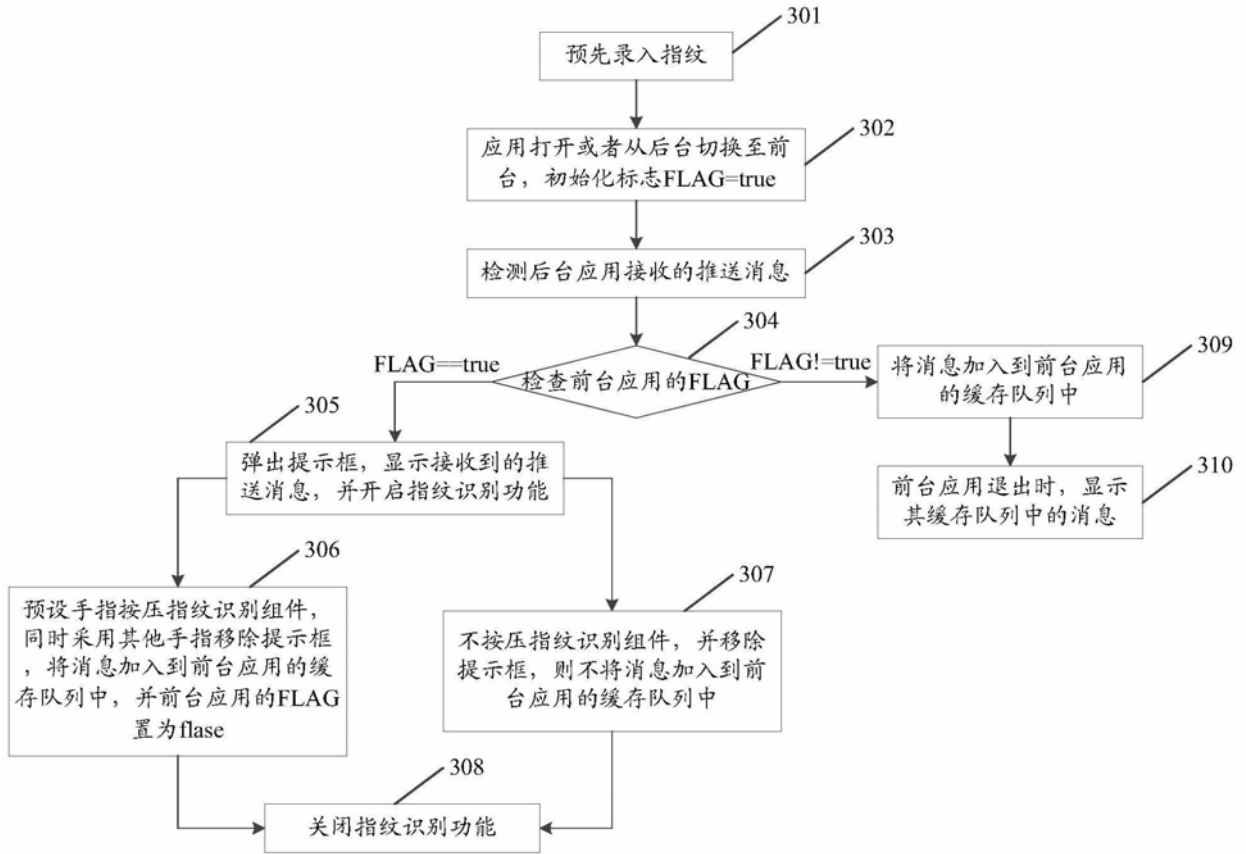 301
预先录入指纹
302
应用打开或者从后台切换至前
台，初始化标志FLAG=true
303
检测后台应用接收的推送消息
304
FLAG==true
FLAG!=true
检查前台应用的FLAG
309
将消息加入到前台应用
的缓存队列中
305
弹出提示框，显示接收到的推
送消息，并开启指纹识别功能
310
前台应用退出时，显示
其缓存队列中的消息
306
预设手指按压指纹识别组件，
同时采用其他手指移除提示框
，将消息加入到前台应用的缓
存队列中，并前台应用的FLAG
置为flase
307
不按压指纹识别组件，并移除
提示框，则不将消息加入到前
台应用的缓存队列中
308
关闭指纹识别功能